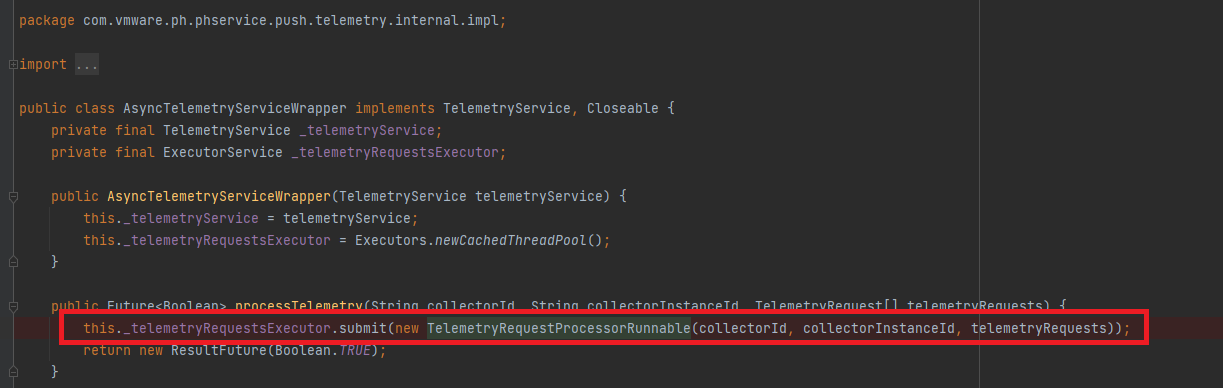 package com.vmware.ph.phservice.push.telemetry.internal.impl;
import ...
public class AsyncTelemetryServiceWrapper implements TelemetryService, Closeable {
private final TelemetryService _telemetryService;
private final ExecutorService _telemetryRequestsExecutor;
public AsyncTelemetryServiceWrapper(TelemetryService telemetryService) {
this._telemetryService = telemetryService;
this._telemetryRequestsExecutor = Executors.newCachedThreadPool();
}
public Future<Boolean> processTelemetry(String collectorId, String collectorInstanceId, TelemetryRequest[] telemetryRequests) {
this._telemetryRequestsExecutor.submit(new TelemetryRequestProcessorRunnable(collectorId, collectorInstanceId, telemetryRequests));
return new ResultFuture(Boolean.TRUE);
}